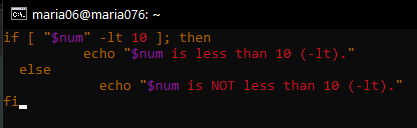 maria06@maria076: ~
if [ "$num" -lt 10 ]; then
echo "$num is less than 10 (-lt)."
else
echo "$num is NOT less than 10 (-lt)."
fi